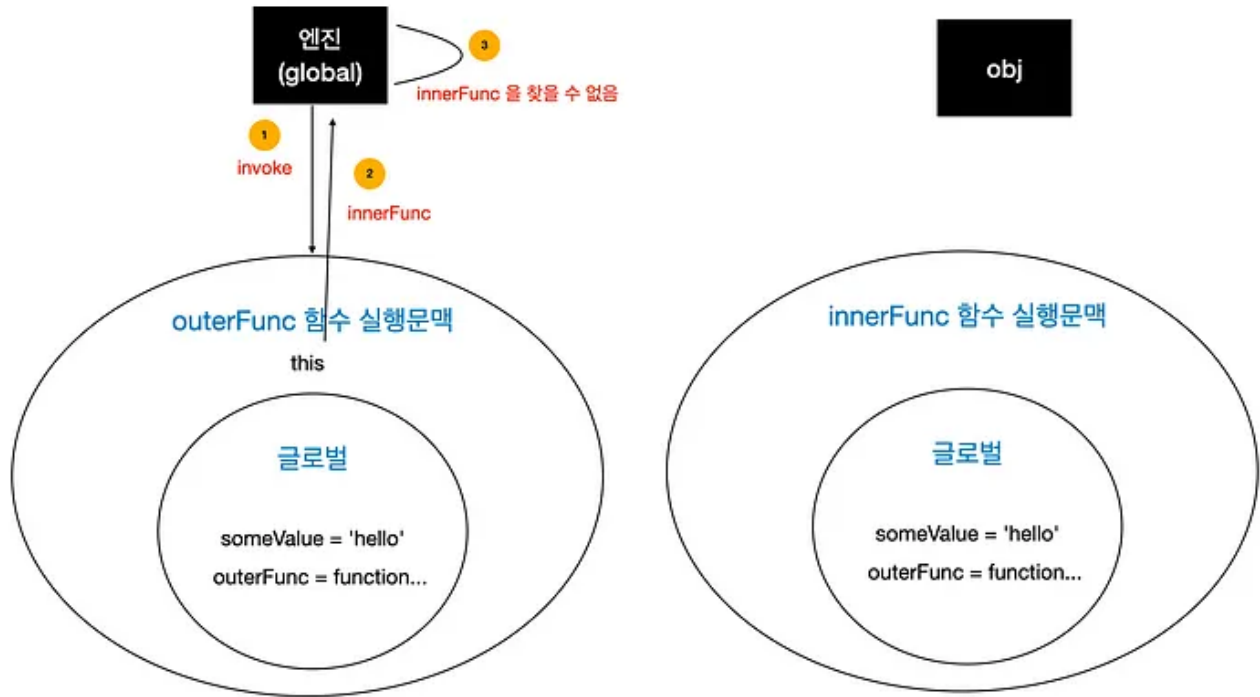 엔진
(global)
3
innerFunc 을 찾을 수 없음
1
invoke
2
innerFunc
outerFunc 함수 실행문맥
this
글로벌
someValue = 'hello'
outerFunc = function...
obj
innerFunc 함수 실행문맥
글로벌
someValue = 'hello'
outerFunc = function...